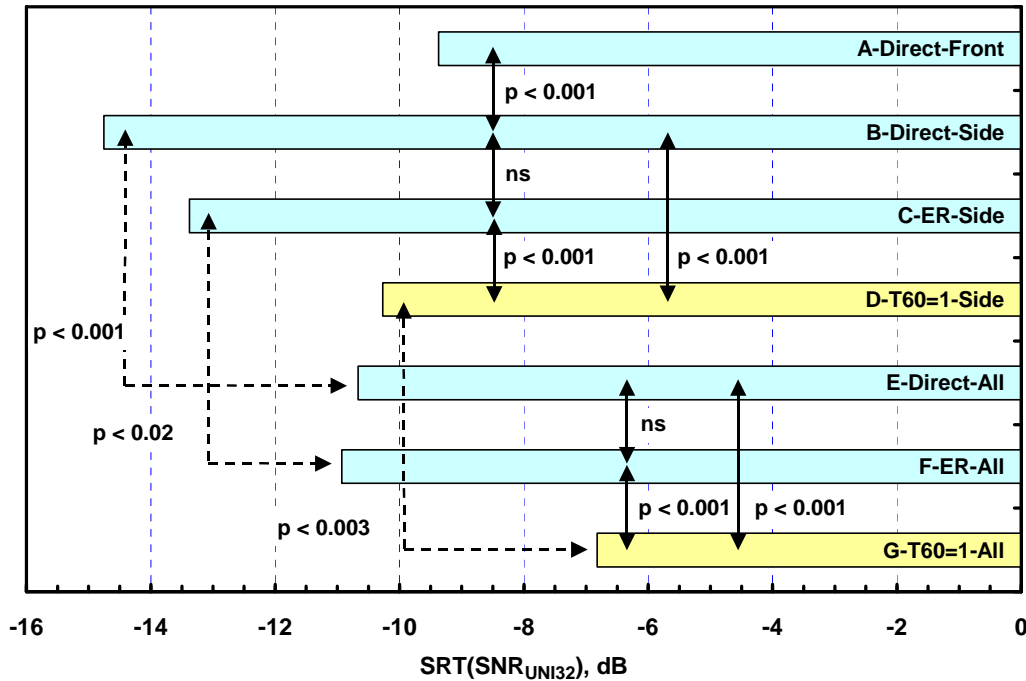 A-Direct-Front
p < 0.001
B-Direct-Side
ns
C-ER-Side
p < 0.001
p < 0.001
D-T60=1-Side
p < 0.001
E-Direct-All
ns
p < 0.02
F-ER-All
p < 0.001
p < 0.001
p < 0.003
G-T60=1-All
-16 -14 -12 -10 -8 -6 -4 -2 0
SRT(SNRUNI32), dB